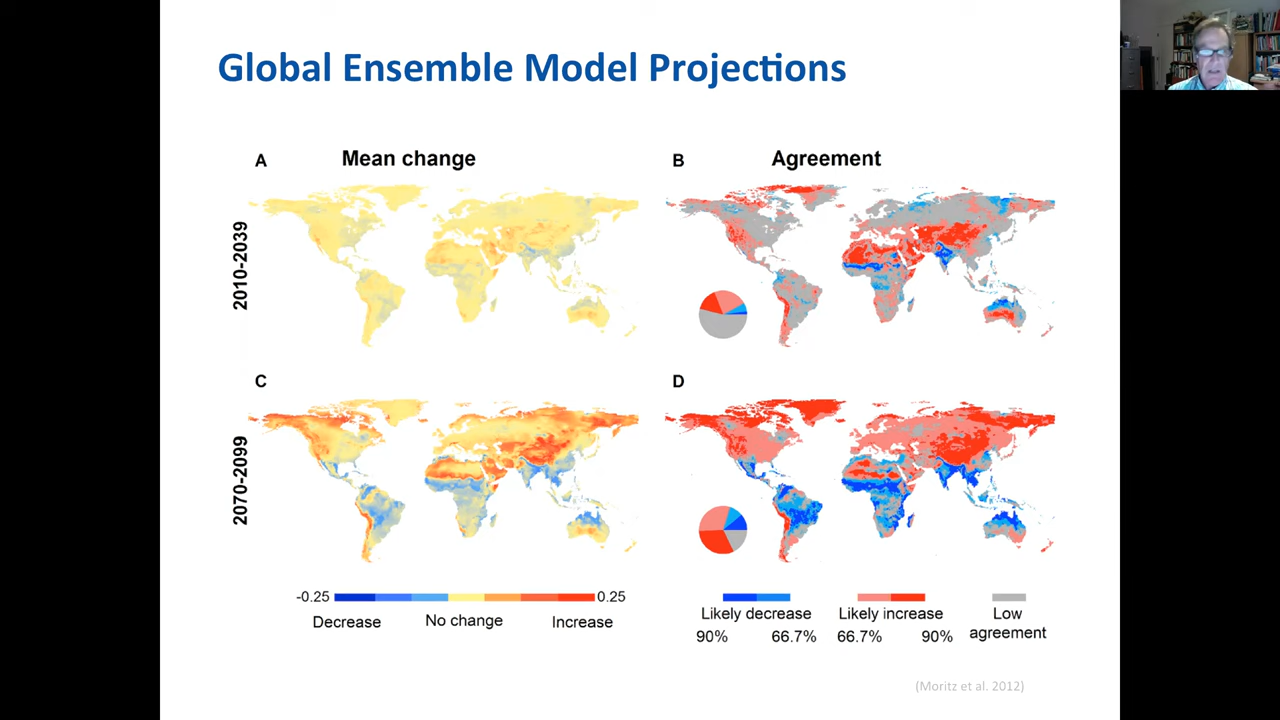 Global Ensemble Model Projections
A Mean change
B Agreement
2010-2039
C
D
2070-2099
-0.25 0.25
Decrease No change Increase
Likely decrease Likely increase Low agreement
90% 66.7% 66.7% 90%
(Moritz et al. 2012)